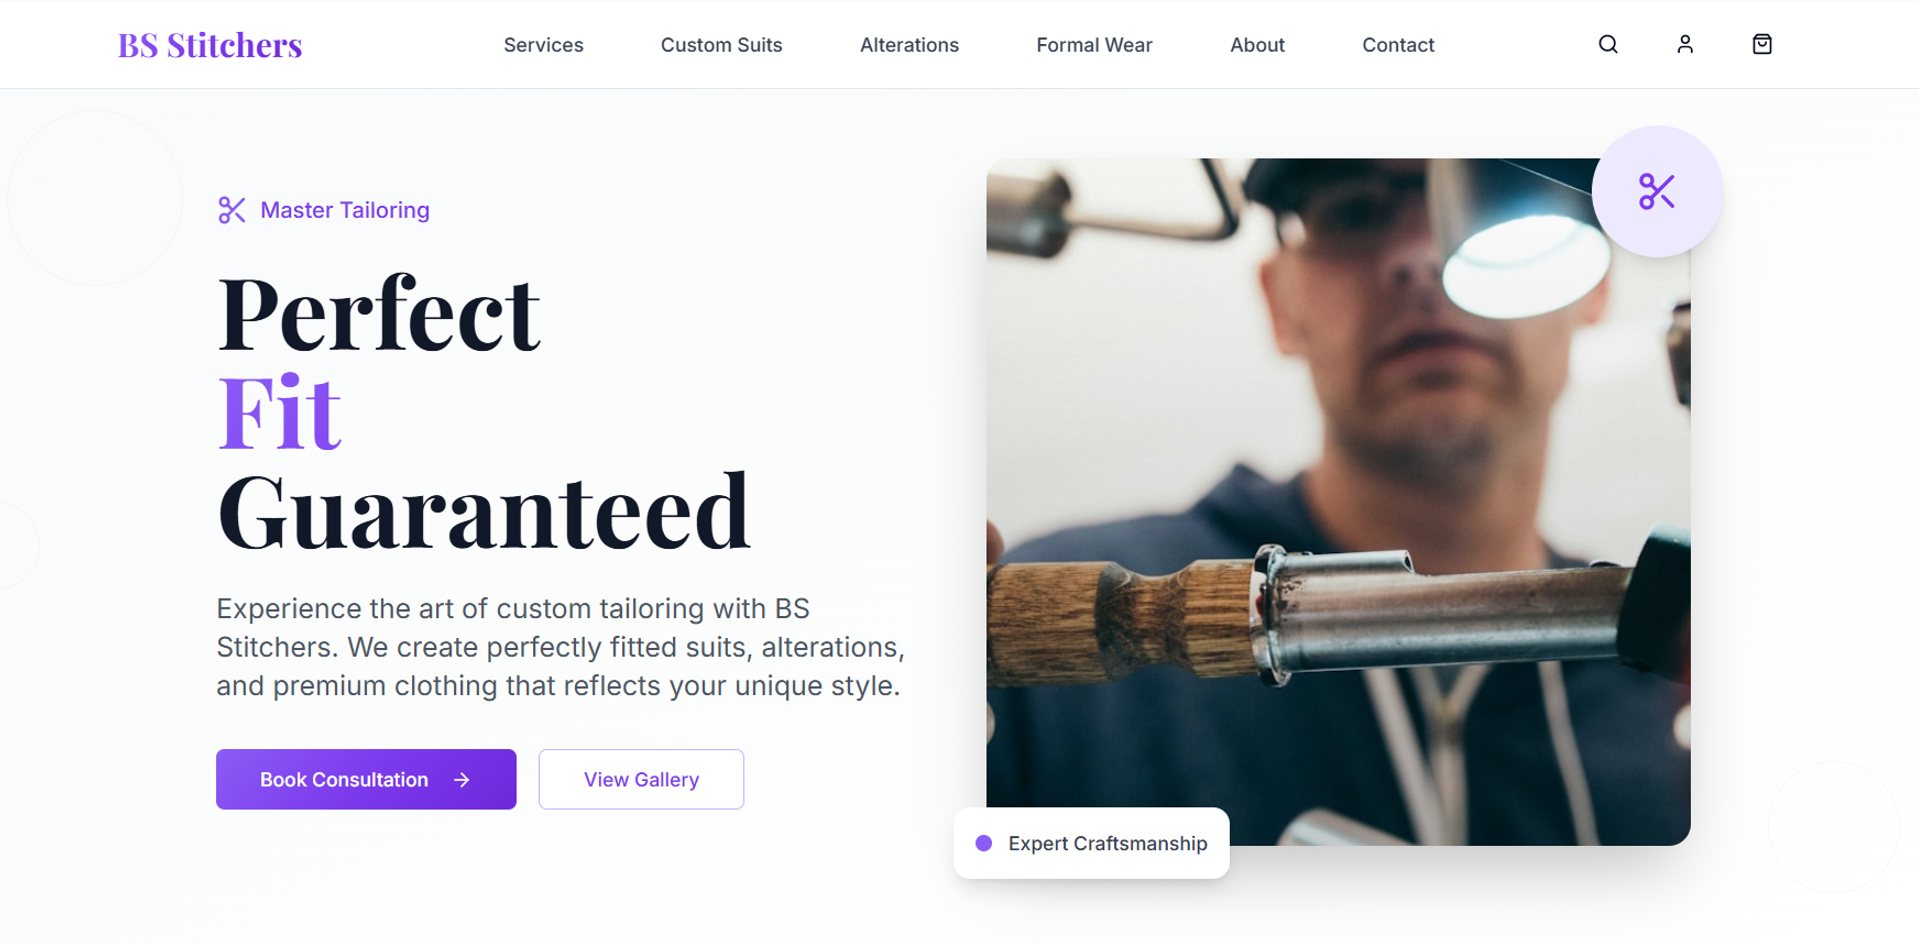 BS Stitchers
Services
Custom Suits
Alterations
Formal Wear
About
Contact
Master Tailoring
Perfect
Fit
Guaranteed
Experience the art of custom tailoring with BS
Stitchers. We create perfectly fitted suits, alterations,
and premium clothing that reflects your unique style.
Book Consultation
View Gallery
Expert Craftsmanship